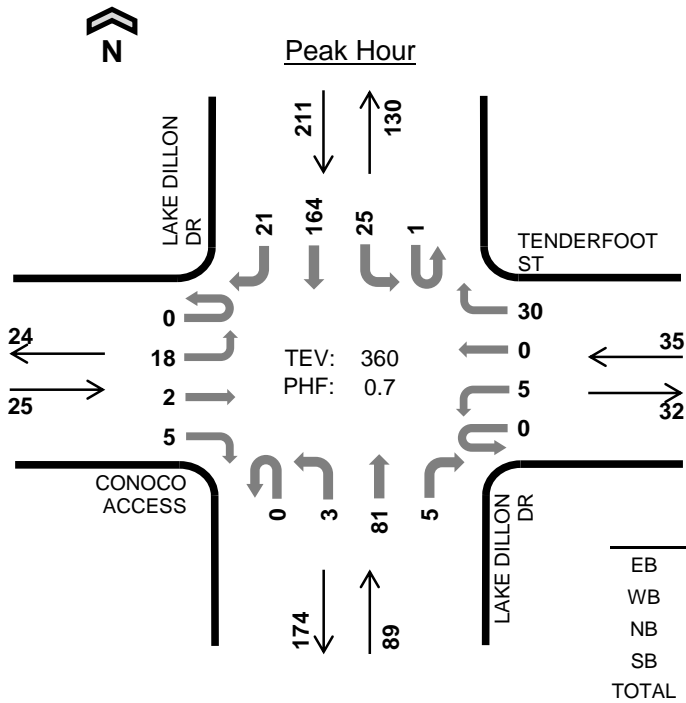 N
Peak Hour
211
130
LAKE DILLON
DR
21
164
25
1
TENDERFOOT
ST
0
30
24
18
TEV: 360
0
35
25
2
PHF: 0.7
5
32
5
0
CONOCO
ACCESS
0
3
81
5
LAKE DILLON
DR
174
89
EB
WB
NB
SB
TOTAL